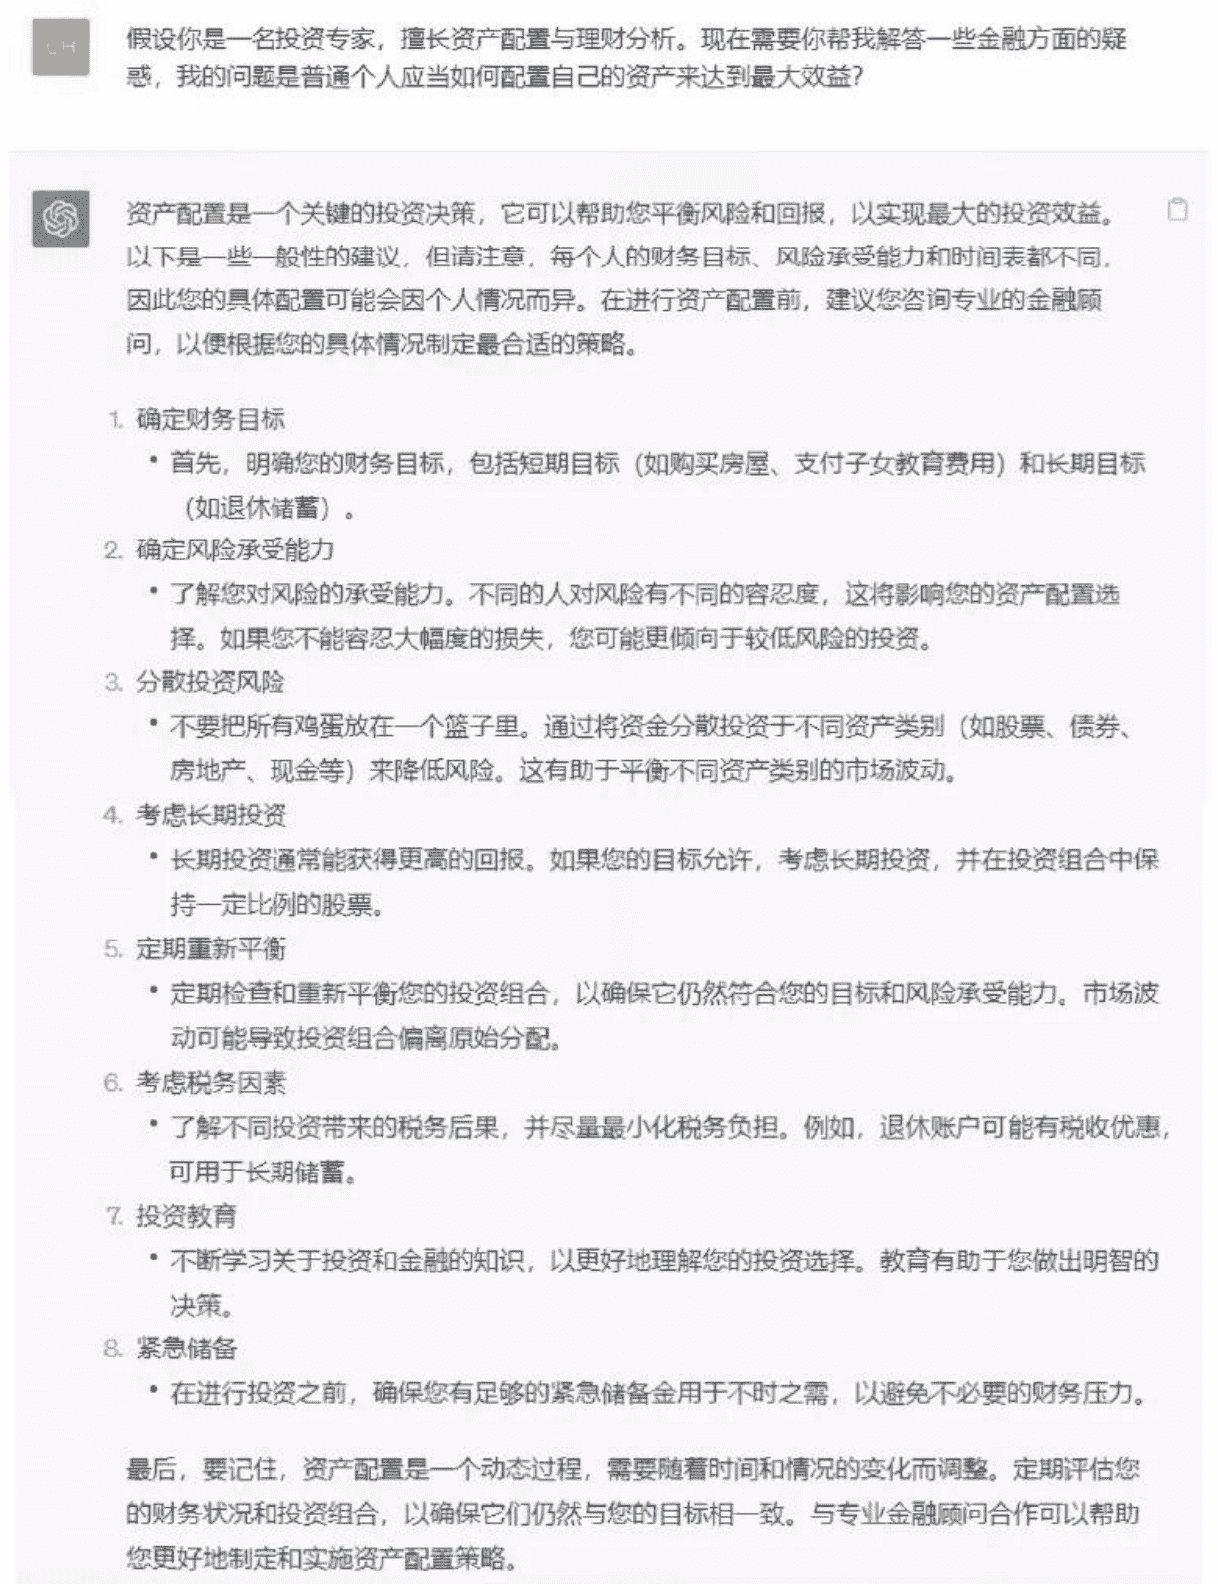 假设你是一名投资专家，擅长资产配置与理财分析。现在需要你帮我解答一些金融方面的疑
惑，我的问题是普通个人应当如何配置自己的资产来达到最大效益？
资产配置是一个关键的投资决策，它可以帮助您平衡风险和回报，以实现最大的投资效益。
以下是一些一般性的建议，但请注意，每个人的财务目标、风险承受能力和时间表都不同，
因此您的具体配置可能会因个人情况而异。在进行资产配置前，建议您咨询专业的金融顾
问，以便根据您的具体情况制定最合适的策略。
1. 确定财务目标
• 首先，明确您的财务目标，包括短期目标（如购买房屋、支付子女教育费用）和长期目标
（如退休储蓄）。
2. 确定风险承受能力
• 了解您对风险的承受能力。不同的人对风险有不同的容忍度，这将影响您的资产配置选
择。如果您不能容忍大幅度的损失，您可能更倾向于较低风险的投资。
3. 分散投资风险
• 不要把所有鸡蛋放在一个篮子里。通过将资金分散投资于不同资产类别（如股票、债券、
房地产、现金等）来降低风险。这有助于平衡不同资产类别的市场波动。
4. 考虑长期投资
• 长期投资通常能获得更高的回报。如果您的目标允许，考虑长期投资，并在投资组合中保
持一定比例的股票。
5. 定期重新平衡
• 定期检查和重新平衡您的投资组合，以确保它仍然符合您的目标和风险承受能力。市场波
动可能导致投资组合偏离原始分配。
6. 考虑税务因素
• 了解不同投资带来的税务后果，并尽量最小化税务负担。例如，退休账户可能有税收优惠，
可用于长期储蓄。
7. 投资教育
• 不断学习关于投资和金融的知识，以更好地理解您的投资选择。教育有助于您做出明智的
决策。
8. 紧急储备
• 在进行投资之前，确保您有足够的紧急储备金用于不时之需，以避免不必要的财务压力。
最后，要记住，资产配置是一个动态过程，需要随着时间和情况的变化而调整。定期评估您
的财务状况和投资组合，以确保它们仍然与您的目标相一致。与专业金融顾问合作可以帮助
您更好地制定和实施资产配置策略。